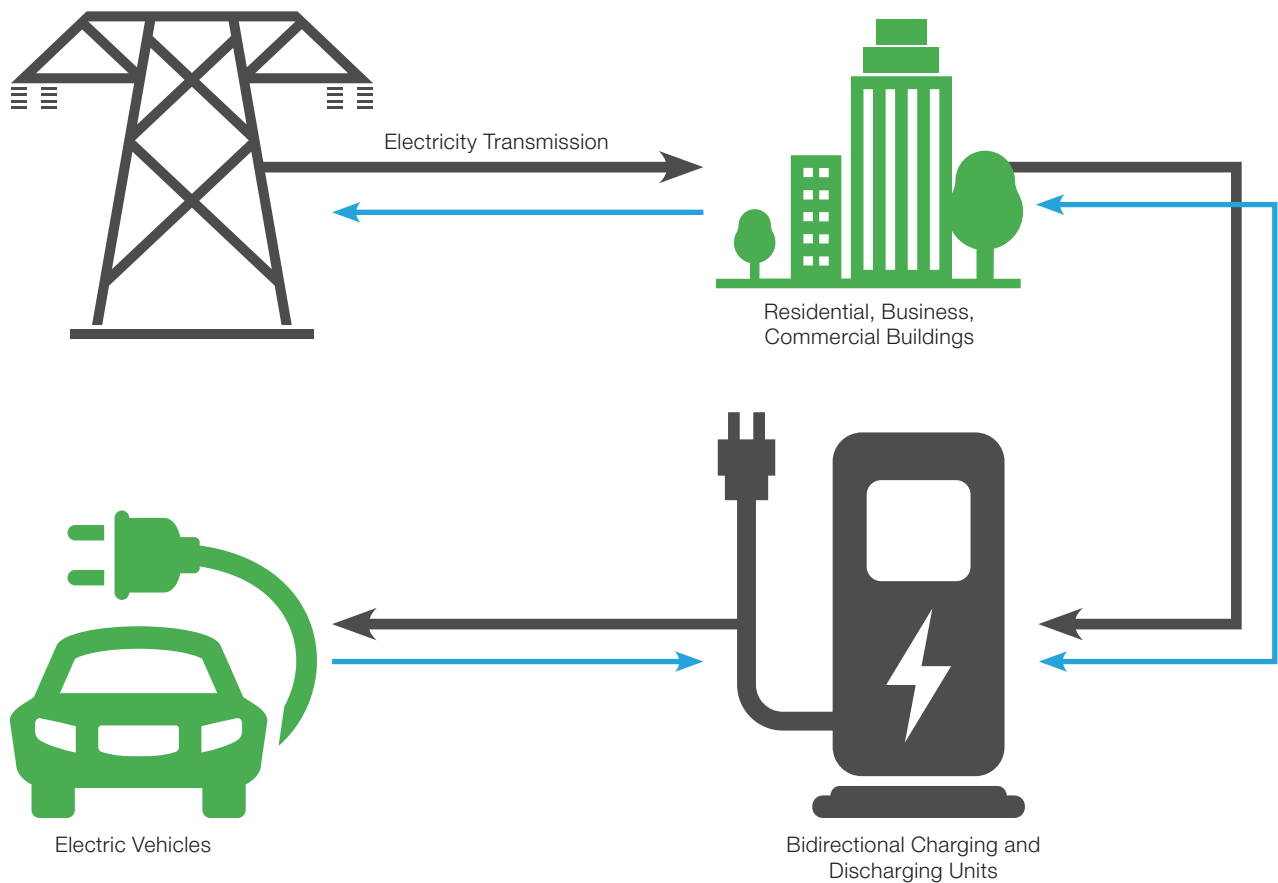 Electricity Transmission
Residential, Business,
Commercial Buildings
Electric Vehicles
Bidirectional Charging and
Discharging Units